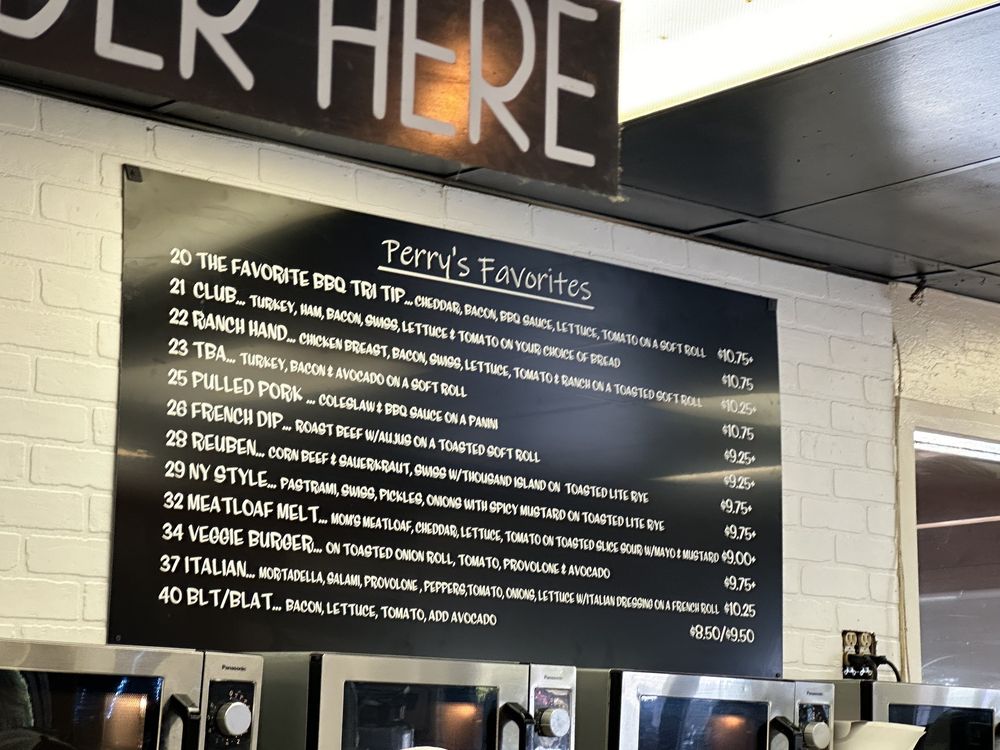 DER HERE
Perry's Favorites
20 THE FAVORITE BBQ TRI TIP... CHEDDAR, BACON, BBQ SAUCE, LETTUCE, TOMATO ON A SOFT ROLL $10.75+
21 CLUB... TURKEY, HAM, BACON, SWISS, LETTUCE & TOMATO ON YOUR CHOICE OF BREAD $10.75
22 RANCH HAND... CHICKEN BREAST, BACON, SWISS, LETTUCE, TOMATO & RANCH ON A TOASTED SOFT ROLL $10.25+
23 TBA... TURKEY, BACON & AVOCADO ON A SOFT ROLL $10.75
25 PULLED PORK ... COLESLAW & BBQ SAUCE ON A PANINI $9.25+
26 FRENCH DIP... ROAST BEEF W/AUJUS ON A TOASTED SOFT ROLL $9.25+
28 REUBEN... CORN BEEF & SAUERKRAUT, SWISS W/THOUSAND ISLAND ON TOASTED LITE RYE $9.75+
29 NY STYLE... PASTRAMI, SWISS, PICKLES, ONIONS WITH SPICY MUSTARD ON TOASTED LITE RYE $9.75+
32 MEATLOAF MELT... MOM'S MEATLOAF, CHEDDAR, LETTUCE, TOMATO ON TOASTED SLICE SOUR W/MAYO & MUSTARD $9.00+
34 VEGGIE BURGER... ON TOASTED ONION ROLL, TOMATO, PROVOLONE & AVOCADO $9.75+
37 ITALIAN... MORTADELLA, SALAMI, PROVOLONE, PEPPERS, TOMATO, ONIONS, LETTUCE W/ITALIAN DRESSING ON A FRENCH ROLL $10.25
40 BLT/BLAT... BACON, LETTUCE, TOMATO, ADD AVOCADO $8.50/$9.50
Panasonic
Panasonic
Panasonic